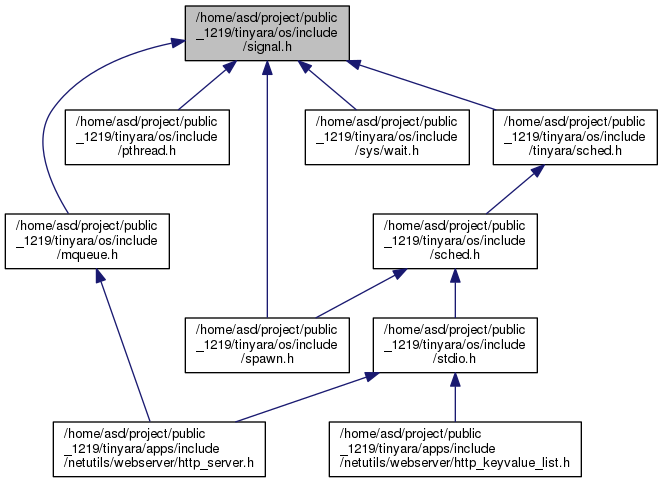 /home/asd/project/public
_1219/tinyara/os/include
/signal.h
/home/asd/project/public
_1219/tinyara/os/include
/pthread.h
/home/asd/project/public
_1219/tinyara/os/include
/sys/wait.h
/home/asd/project/public
_1219/tinyara/os/include
/tinyara/sched.h
/home/asd/project/public
_1219/tinyara/os/include
/mqueue.h
/home/asd/project/public
_1219/tinyara/os/include
/sched.h
/home/asd/project/public
_1219/tinyara/os/include
/spawn.h
/home/asd/project/public
_1219/tinyara/os/include
/stdio.h
/home/asd/project/public
_1219/tinyara/apps/include
/netutils/webserver/http_server.h
/home/asd/project/public
_1219/tinyara/apps/include
/netutils/webserver/http_keyvalue_list.h